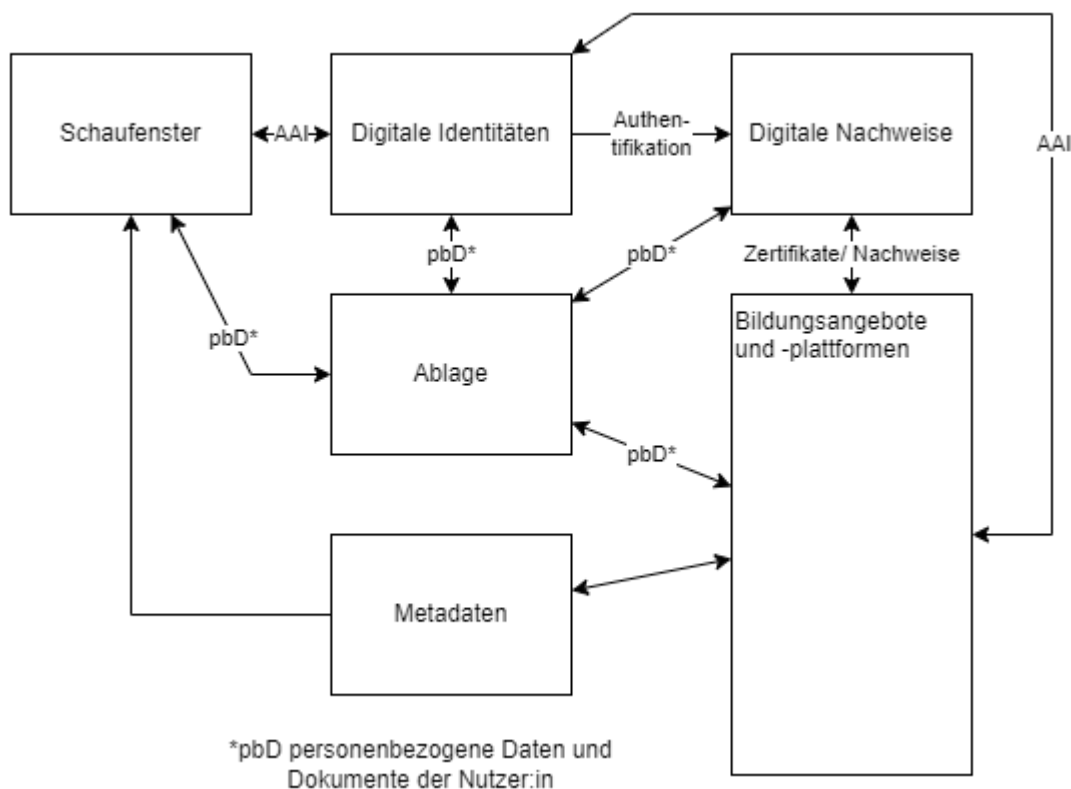 Schaufenster
AAI
Digitale Identitäten
Authen-
tifikation
Digitale Nachweise
AAI
pbD*
pbD*
Zertifikate/ Nachweise
pbD*
Ablage
Bildungsangebote
und -plattformen
pbD*
Metadaten
*pbD personenbezogene Daten und
Dokumente der Nutzer:in